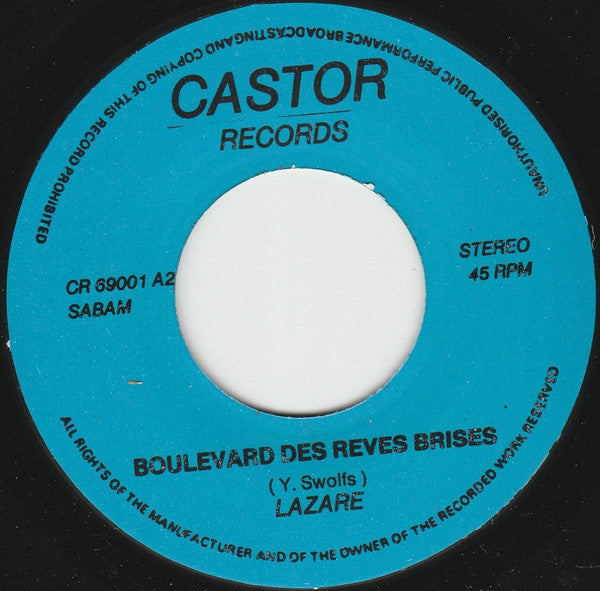 CASTOR
RECORDS
UNAUTHORISED PUBLIC PERFORMANCE BROADCASTING AND COPYING OF THIS RECORD PROHIBITED
CR 69001 A2
SABAM
STEREO
45 RPM
BOULEVARD DES REVES BRISES
( Y. Swolfs )
LAZARE
ALL RIGHTS OF THE MANUFACTURER AND OF THE OWNER OF THE RECORDED WORK RESERVED